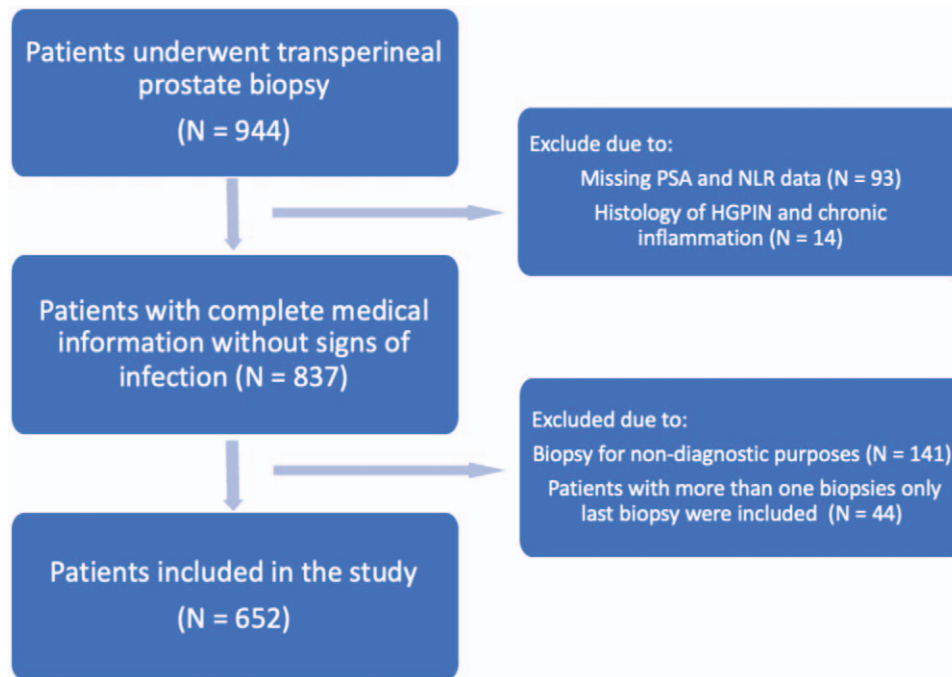 Patients underwent transperineal
prostate biopsy
(N = 944)
Exclude due to:
Missing PSA and NLR data (N = 93)
Histology of HGPIN and chronic
inflammation (N = 14)
Patients with complete medical
information without signs of
infection (N = 837)
Excluded due to:
Biopsy for non-diagnostic purposes (N = 141)
Patients with more than one biopsies only
last biopsy were included (N = 44)
Patients included in the study
(N = 652)